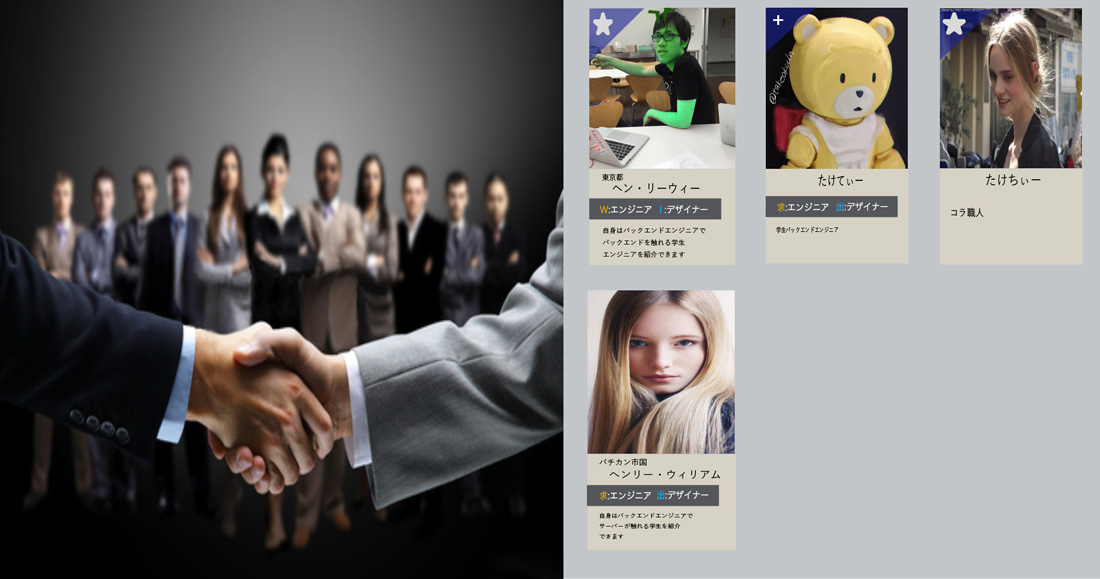 東京都
ヘン・リーウィー
W:エンジニア I:デザイナー
自身はバックエンドエンジニアで
バックエンドを触れる学生
エンジニアを紹介できます
+
@takedaisuke
たけてぃー
求:エンジニア 出:デザイナー
学生バックエンドエンジニア
たけちぃー
コラ職人
バチカン市国
ヘンリー・ウィリアム
求:エンジニア 出:デザイナー
自身はバックエンドエンジニアで
サーバーが触れる学生を紹介
できます